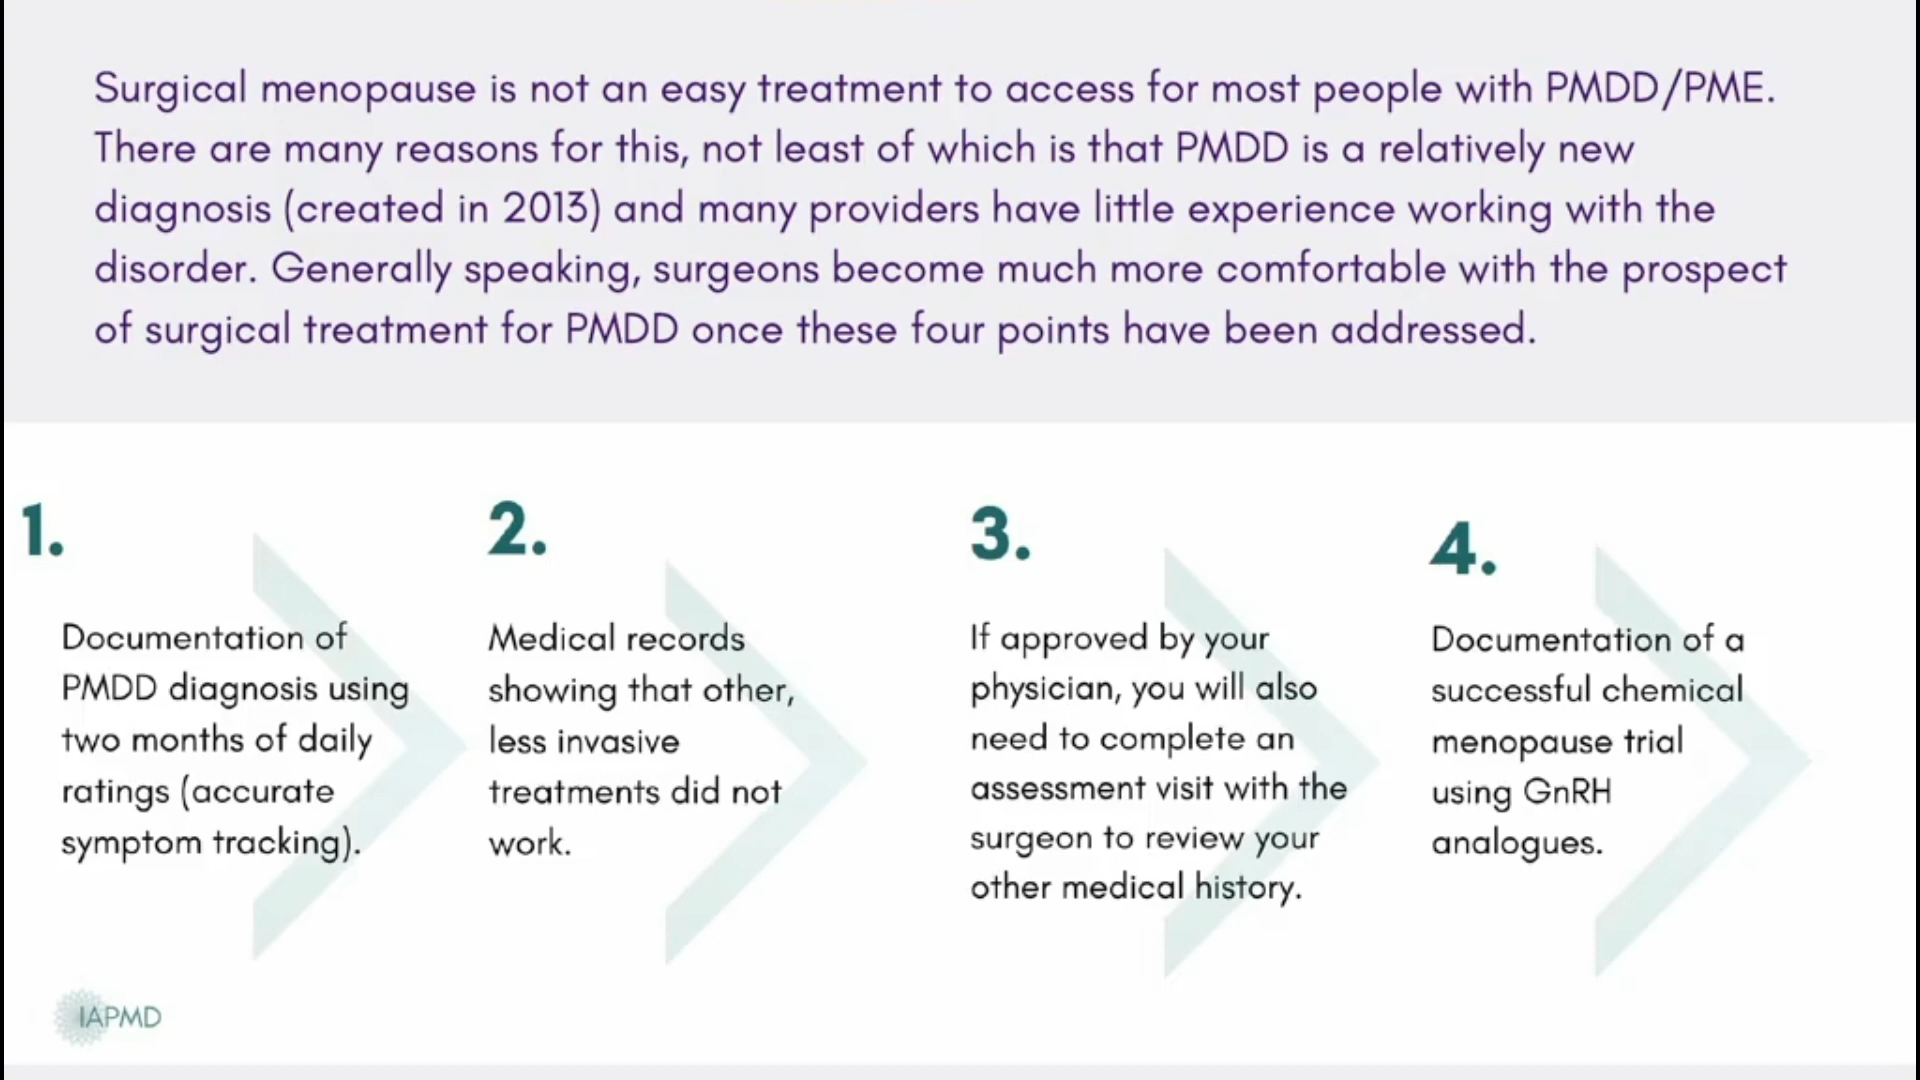 Surgical menopause is not an easy treatment to access for most people with PMDD/PME.
There are many reasons for this, not least of which is that PMDD is a relatively new
diagnosis (created in 2013) and many providers have little experience working with the
disorder. Generally speaking, surgeons become much more comfortable with the prospect
of surgical treatment for PMDD once these four points have been addressed.
1.
Documentation of
PMDD diagnosis using
two months of daily
ratings (accurate
symptom tracking).
2.
Medical records
showing that other,
less invasive
treatments did not
work.
3.
If approved by your
physician, you will also
need to complete an
assessment visit with the
surgeon to review your
other medical history.
4.
Documentation of a
successful chemical
menopause trial
using GnRH
analogues.
IAPMD